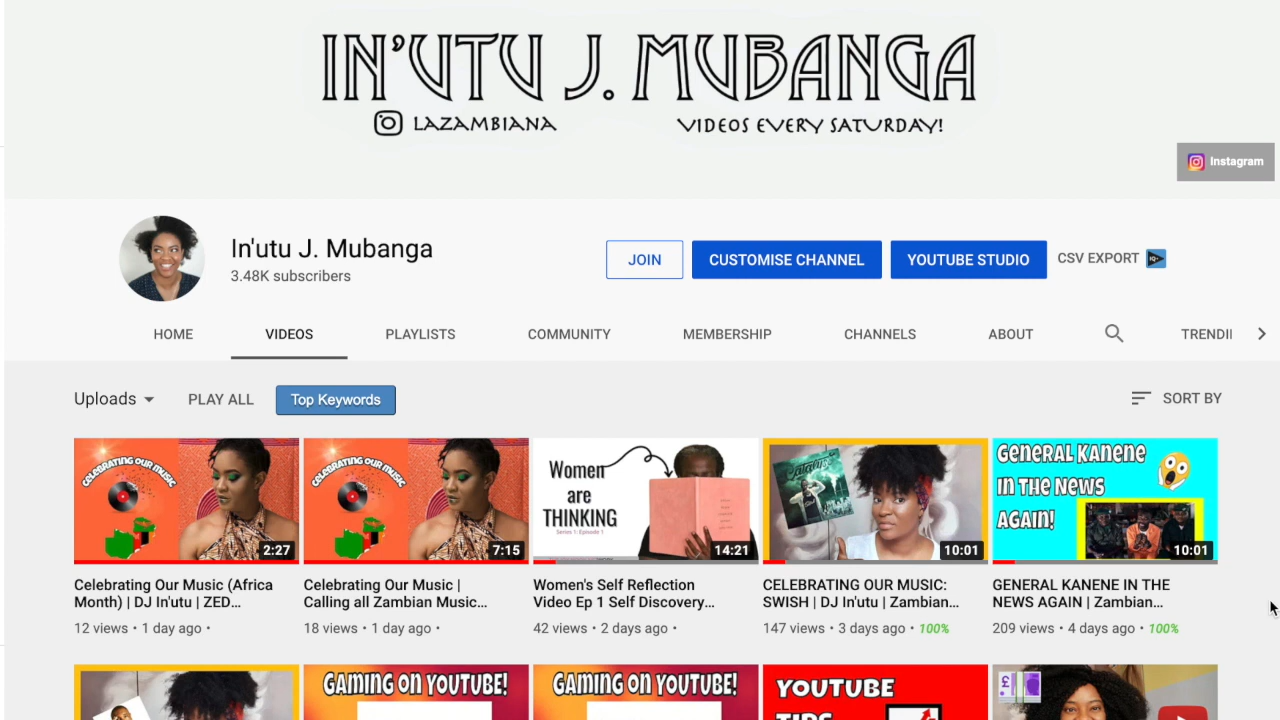 IN'UTU J. MUBANGA
LAZAMBIANA VIDEOS EVERY SATURDAY!
Instagram
In'utu J. Mubanga
3.48K subscribers
JOIN CUSTOMISE CHANNEL YOUTUBE STUDIO CSV EXPORT IQ+
HOME VIDEOS PLAYLISTS COMMUNITY MEMBERSHIP CHANNELS ABOUT TRENDII
Uploads PLAY ALL Top Keywords SORT BY
CELEBRATING OUR MUSIC
2:27
CELEBRATING OUR MUSIC
7:15
Women
are
THINKING
Series 1: Episode 1
14:21
10:01
GENERAL KANENE
IN THE NEWS
AGAIN!
10:01
Celebrating Our Music (Africa
Month) | DJ In'utu | ZED...
12 views • 1 day ago •
Celebrating Our Music |
Calling all Zambian Music...
18 views • 1 day ago •
Women's Self Reflection
Video Ep 1 Self Discovery...
42 views • 2 days ago •
CELEBRATING OUR MUSIC:
SWISH | DJ In'utu | Zambian...
147 views • 3 days ago • 100%
GENERAL KANENE IN THE
NEWS AGAIN | Zambian...
209 views • 4 days ago • 100%
GAMING ON YOUTUBE!
GAMING ON YOUTUBE!
YOUTUBE
TIPS
£